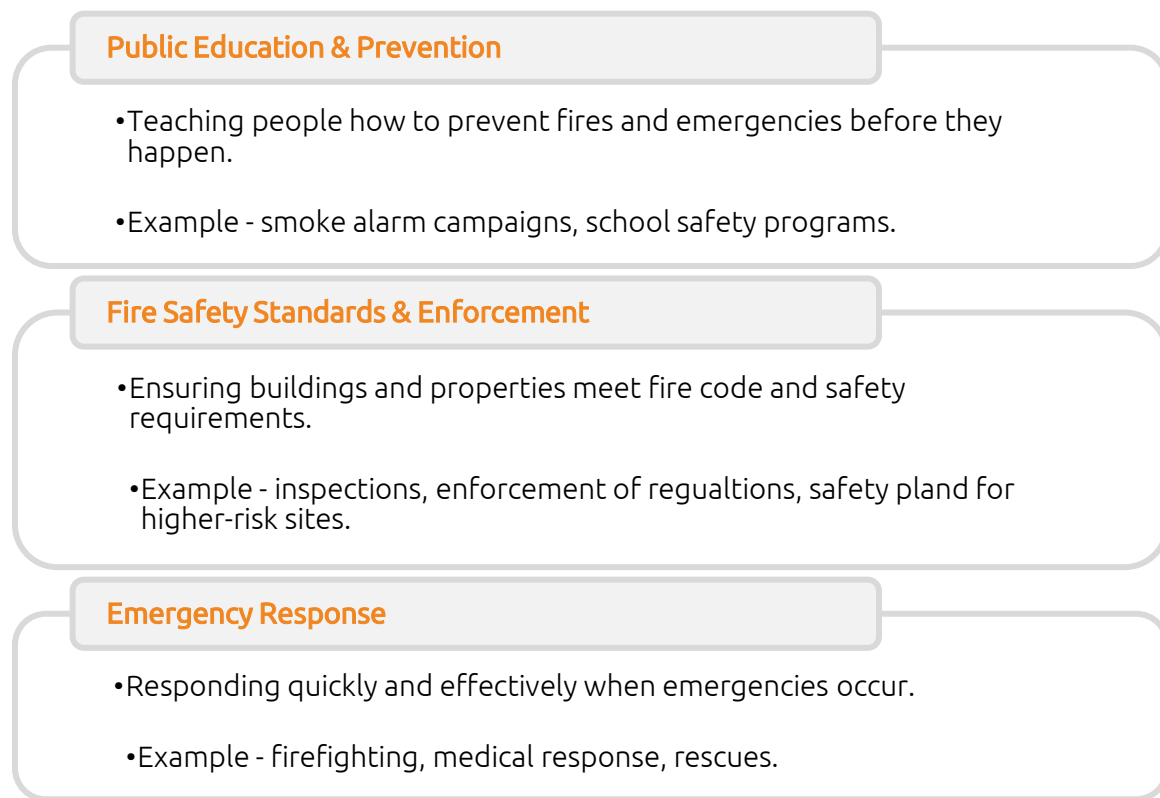 Public Education & Prevention
•Teaching people how to prevent fires and emergencies before they
happen.
•Example - smoke alarm campaigns, school safety programs.
Fire Safety Standards & Enforcement
•Ensuring buildings and properties meet fire code and safety
requirements.
•Example - inspections, enforcement of regualtions, safety pland for
higher-risk sites.
Emergency Response
•Responding quickly and effectively when emergencies occur.
•Example - firefighting, medical response, rescues.